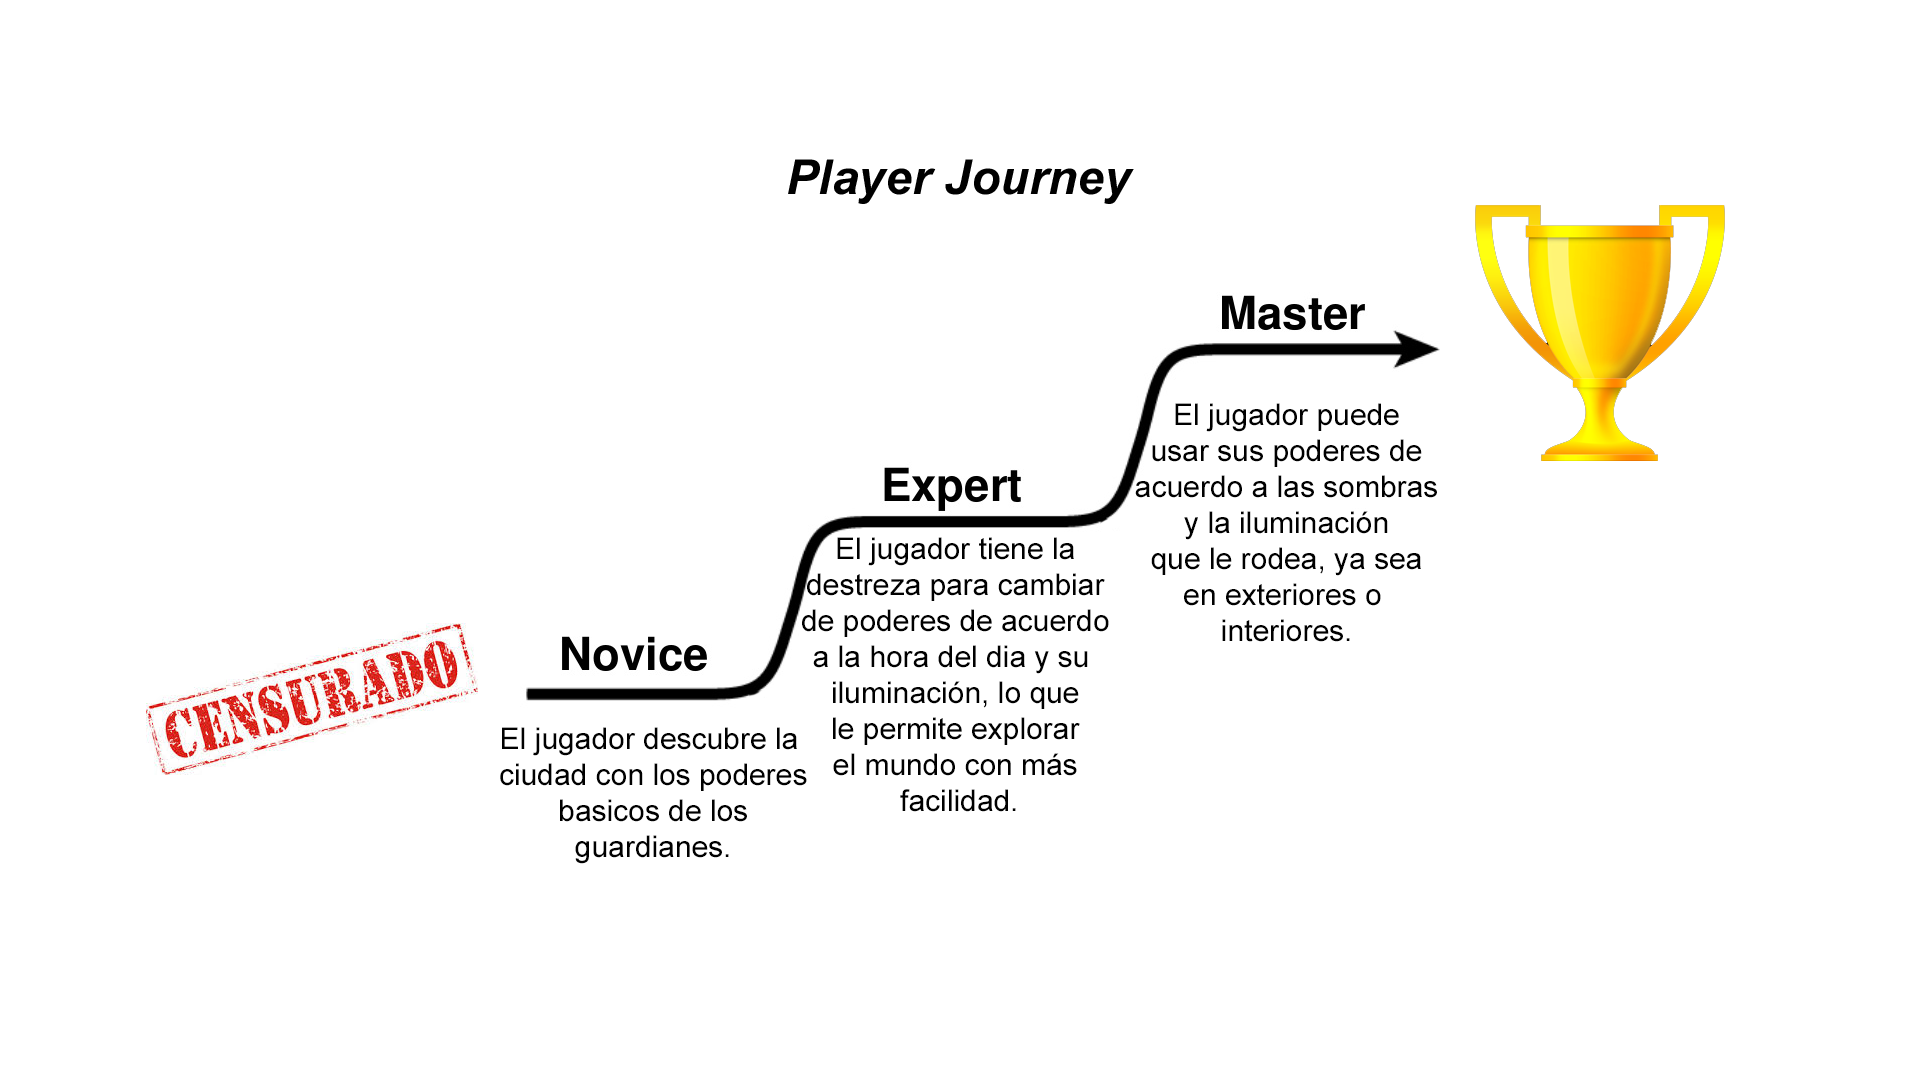 Player Journey
Master
El jugador puede
usar sus poderes de
acuerdo a las sombras
y la iluminación
que le rodea, ya sea
en exteriores o
interiores.
Expert
El jugador tiene la
destreza para cambiar
de poderes de acuerdo
a la hora del dia y su
iluminación, lo que
le permite explorar
el mundo con más
facilidad.
Novice
El jugador descubre la
ciudad con los poderes
basicos de los
guardianes.
CENSURADO